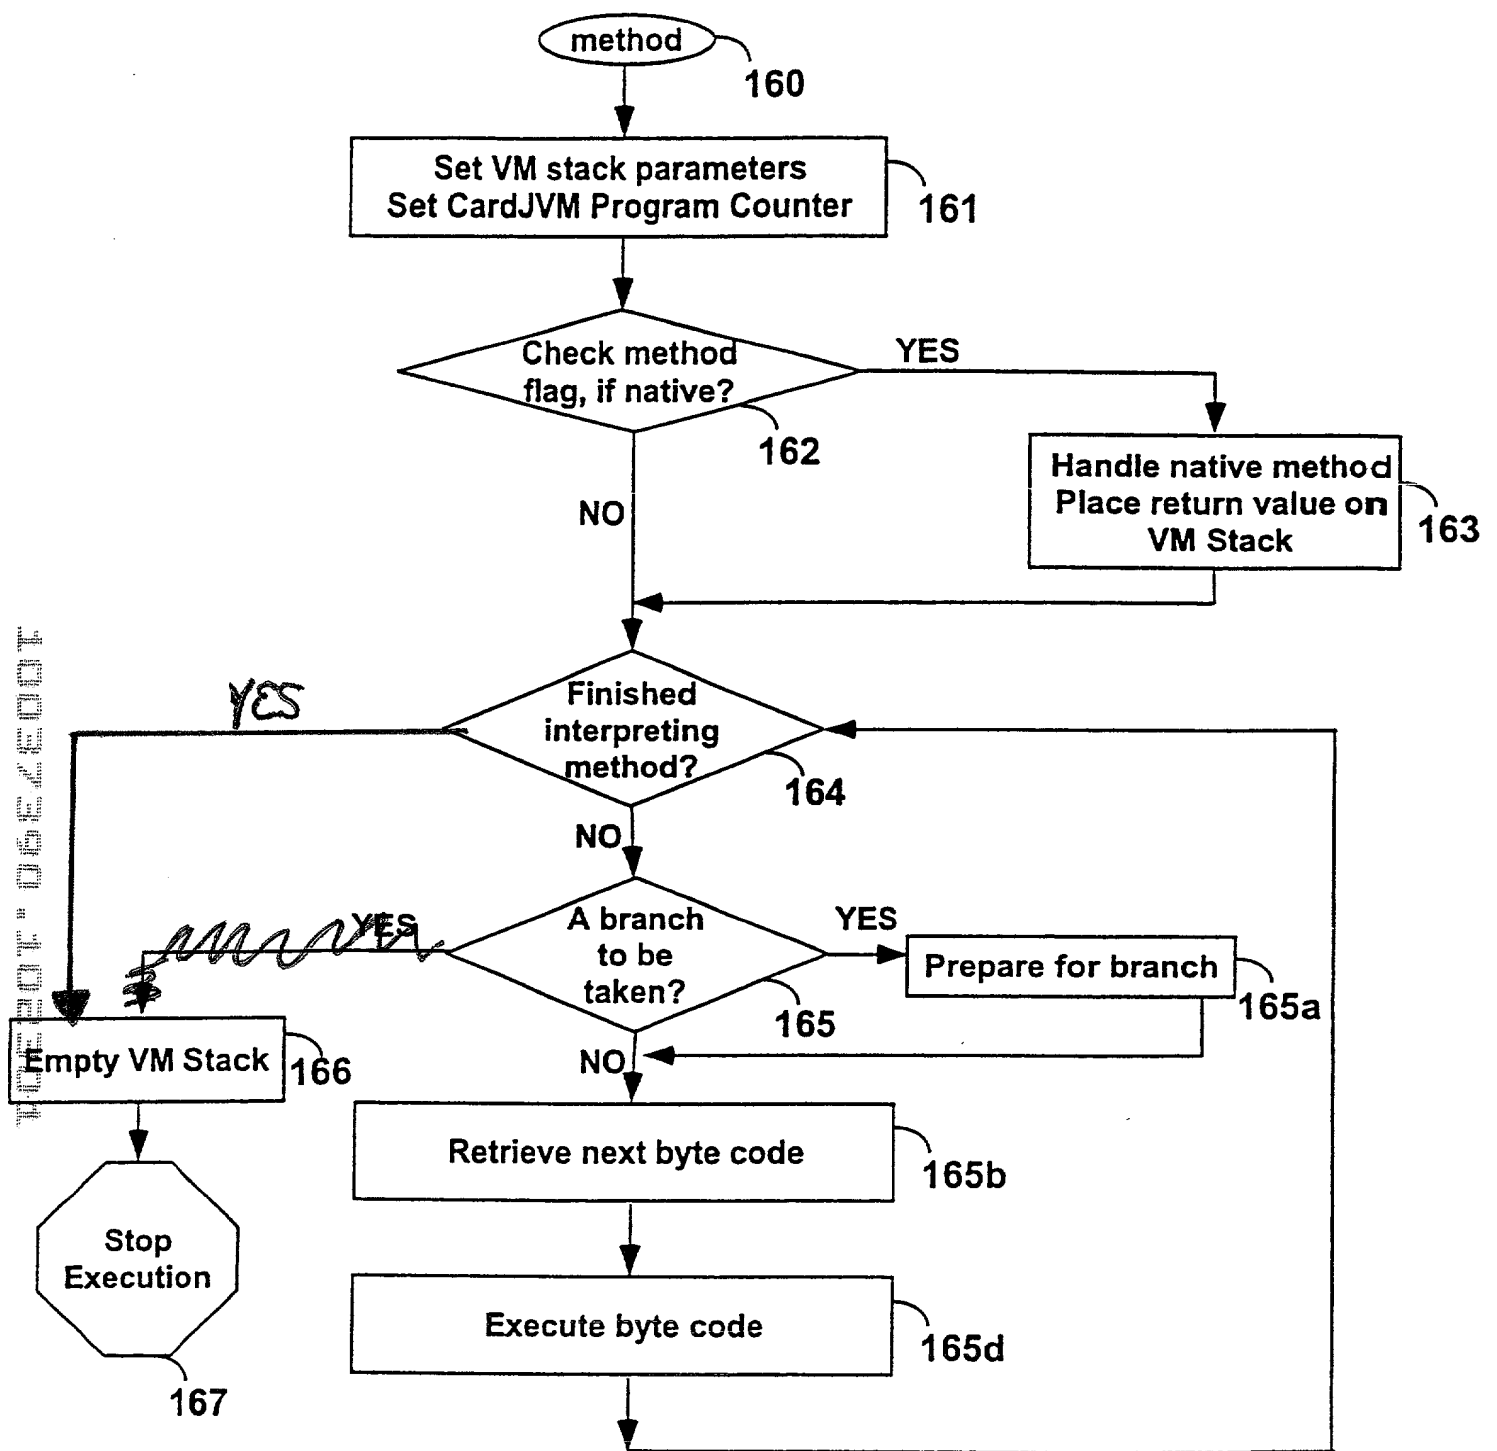 method
160
Set VM stack parameters
Set CardJVM Program Counter
161
Check method
flag, if native?
162
YES
Handle native method
Place return value on
VM Stack
163
NO
Finished
interpreting
method?
164
YES
NO
A branch
to be
taken?
165
YES
YES
Prepare for branch
165a
NO
Empty VM Stack
166
Retrieve next byte code
165b
Stop
Execution
167
Execute byte code
165d